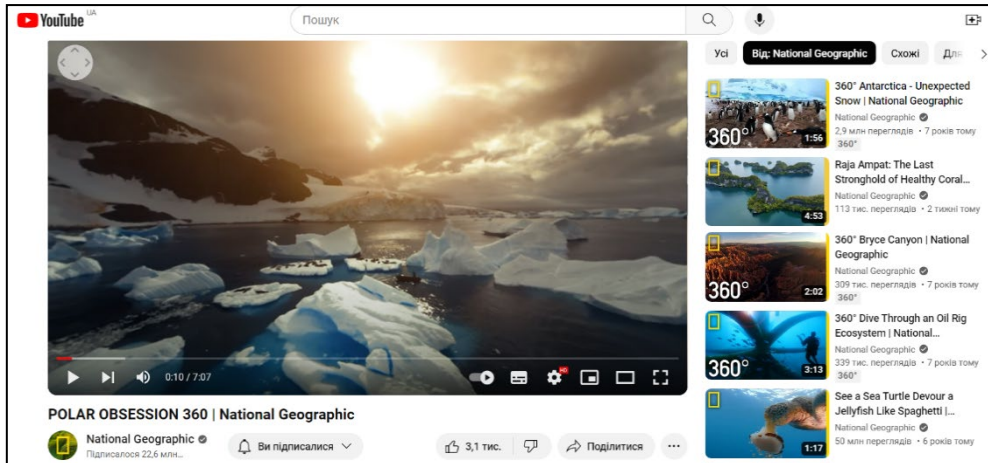 YouTube UA
Пошук
0:10 / 7:07
HD
POLAR OBSESSION 360 | National Geographic
National Geographic
Підписалося 22,6 млн…
Ви підписалися
3,1 тис.
Поділитися
Усі
Від: National Geographic
Схожі
Для
360°
1:56
360° Antarctica - Unexpected
Snow | National Geographic
National Geographic
2,9 млн переглядів • 7 років тому
360°
4:53
Raja Ampat: The Last
Stronghold of Healthy Coral…
National Geographic
113 тис. переглядів • 2 тижні тому
360°
2:02
360° Bryce Canyon | National
Geographic
National Geographic
309 тис. переглядів • 7 років тому
360°
360°
3:13
360° Dive Through an Oil Rig
Ecosystem | National…
National Geographic
339 тис. переглядів • 7 років тому
360°
1:17
See a Sea Turtle Devour a
Jellyfish Like Spaghetti |…
National Geographic
50 млн переглядів • 6 років тому